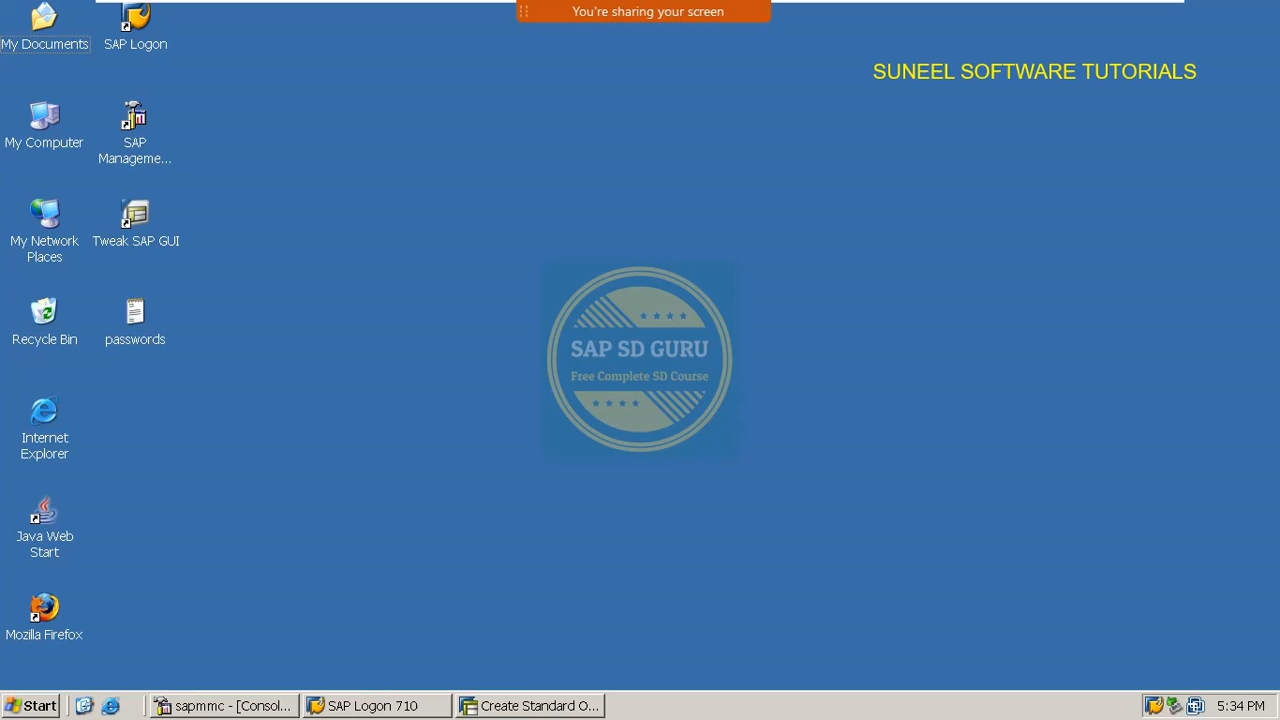 You're sharing your screen
My Documents
SAP Logon
SUNEEL SOFTWARE TUTORIALS
My Computer
SAP
Manageme...
My Network
Places
Tweak SAP GUI
Recycle Bin
passwords
SAP SD GURU
Free Complete SD Course
Internet
Explorer
Java Web
Start
Mozilla Firefox
Start
sapmmc - [Consol...
SAP Logon 710
Create Standard O...
5:34 PM